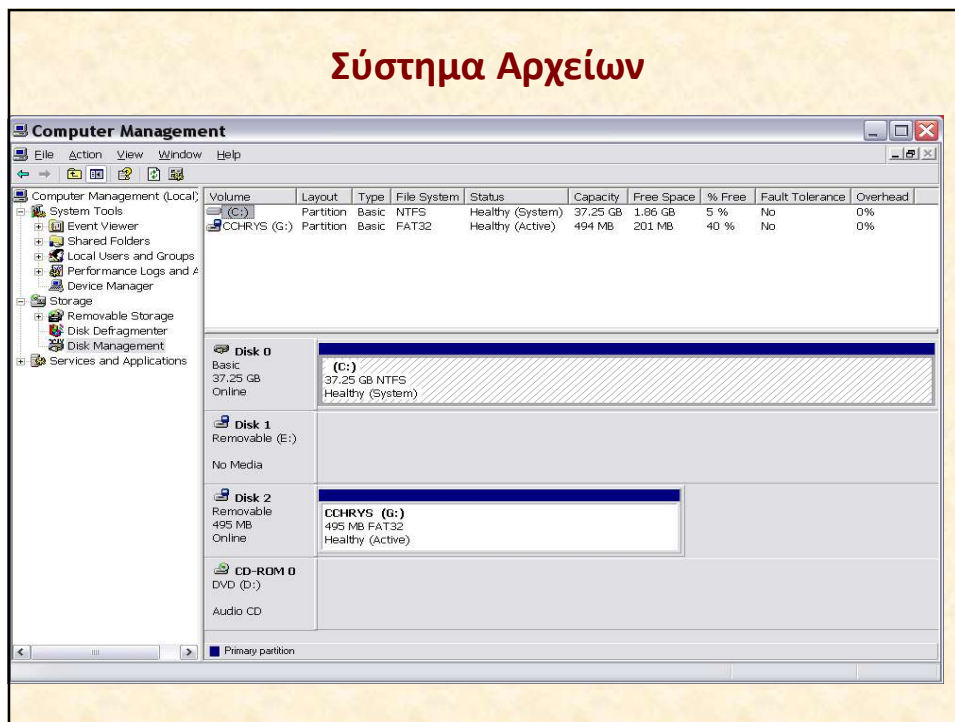 Σύστημα Αρχείων
Computer Management
File Action View Window Help
Computer Management (Local)
System Tools
Event Viewer
Shared Folders
Local Users and Groups
Performance Logs and A
Device Manager
Storage
Removable Storage
Disk Defragmenter
Disk Management
Services and Applications
Volume Layout Type File System Status Capacity Free Space % Free Fault Tolerance Overhead
(C:) Partition Basic NTFS Healthy (System) 37.25 GB 1.86 GB 5 % No 0%
CCHRYS (G:) Partition Basic FAT32 Healthy (Active) 494 MB 201 MB 40 % No 0%
Disk 0
Basic
37.25 GB
Online
(C:)
37.25 GB NTFS
Healthy (System)
Disk 1
Removable (E:)
No Media
Disk 2
Removable
495 MB
Online
CCHRYS (G:)
495 MB FAT32
Healthy (Active)
CD-ROM 0
DVD (D:)
Audio CD
Primary partition